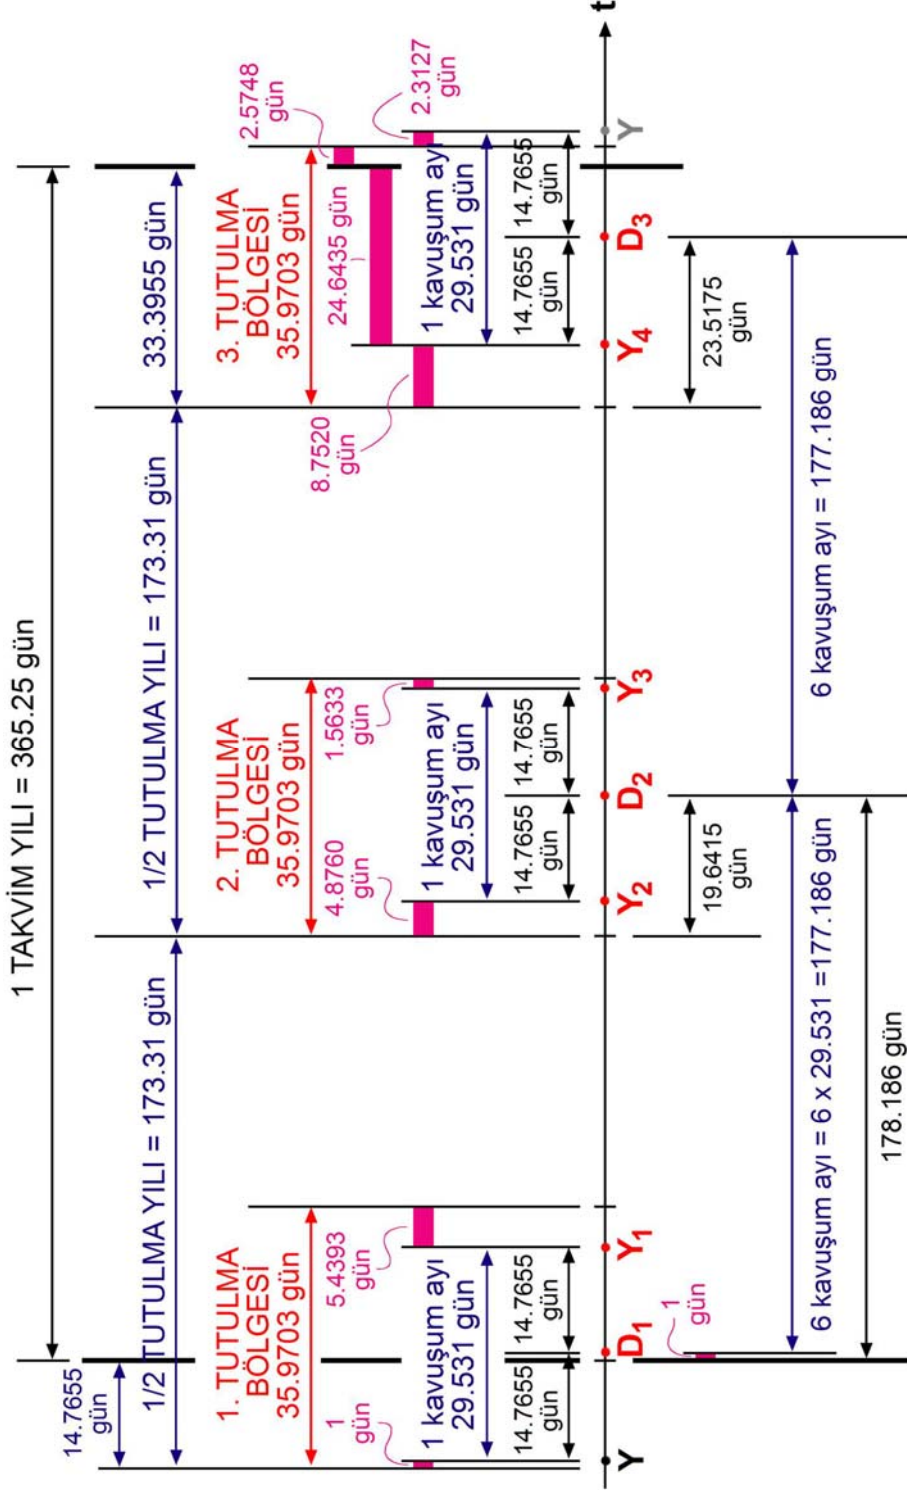 1 TAKVİM YILI = 365.25 gün
14.7655
gün
1/2 TUTULMA YILI = 173.31 gün
1/2 TUTULMA YILI = 173.31 gün
33.3955 gün
1. TUTULMA
BÖLGESİ
35.9703 gün
2. TUTULMA
BÖLGESİ
35.9703 gün
3. TUTULMA
BÖLGESİ
35.9703 gün
2.5748
gün
1
gün
5.4393
gün
4.8760
gün
1.5633
gün
8.7520
gün
24.6435 gün
2.3127
gün
1 kavuşum ayı
29.531 gün
1 kavuşum ayı
29.531 gün
1 kavuşum ayı
29.531 gün
14.7655
gün
14.7655
gün
14.7655
gün
14.7655
gün
14.7655
gün
14.7655
gün
t
Y
D1
Y1
Y2
D2
Y3
Y4
D3
Y
1
gün
19.6415
gün
23.5175
gün
6 kavuşum ayı = 6 x 29.531 =177.186 gün
6 kavuşum ayı = 177.186 gün
178.186 gün